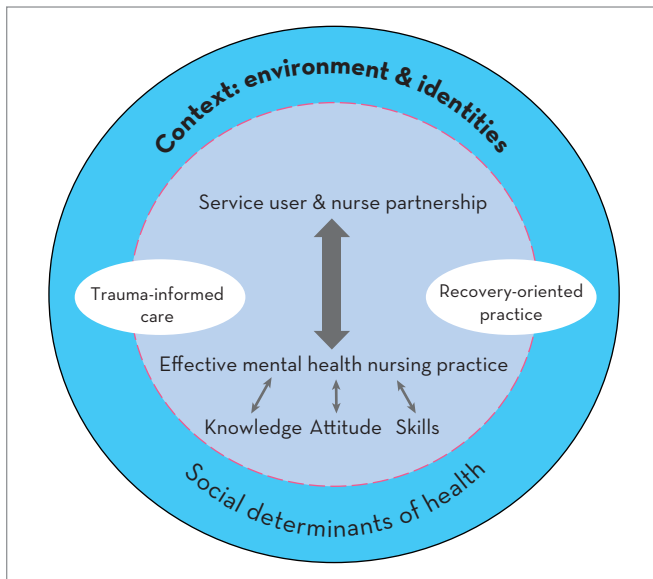 Context: environment & identities
Service user & nurse partnership
Trauma-informed
care
Recovery-oriented
practice
Effective mental health nursing practice
Knowledge Attitude Skills
Social determinants of health